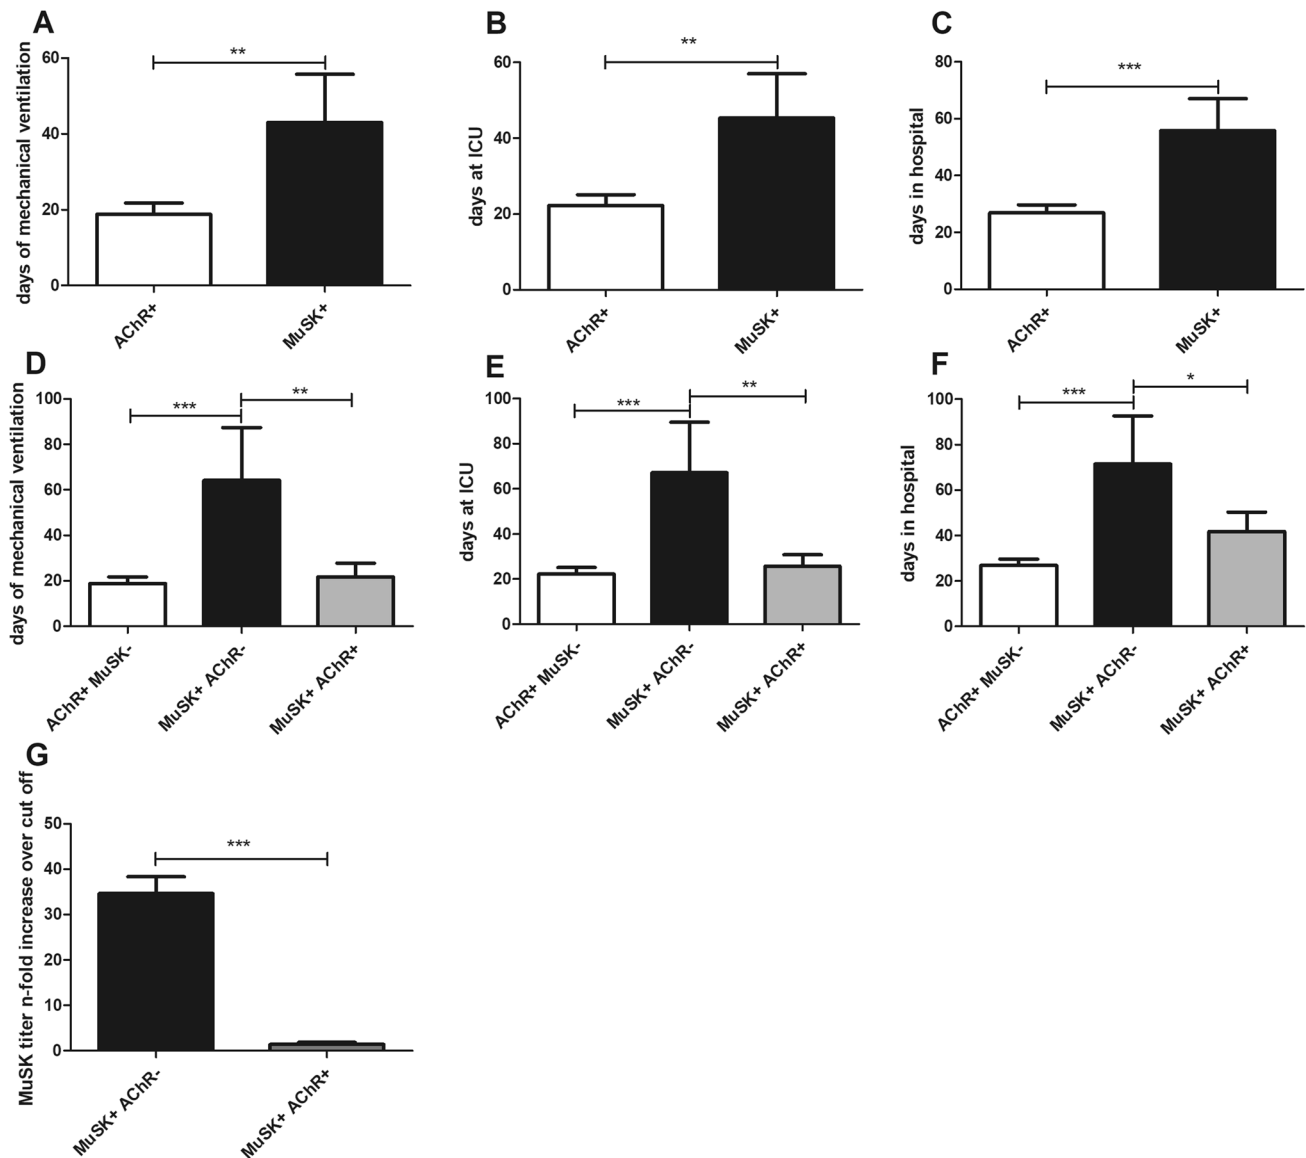 A
days of mechanical ventilation
60
40
20
0
**
AChR+
MuSK+
B
days at ICU
60
40
20
0
**
AChR+
MuSK+
C
days in hospital
80
60
40
20
0
***
AChR+
MuSK+
D
days of mechanical ventilation
100
80
60
40
20
0
***
**
AChR+ MuSK-
MuSK+ AChR-
MuSK+ AChR+
E
days at ICU
100
80
60
40
20
0
***
**
AChR+ MuSK-
MuSK+ AChR-
MuSK+ AChR+
F
days in hospital
100
80
60
40
20
0
***
*
AChR+ MuSK-
MuSK+ AChR-
MuSK+ AChR+
G
MuSK titer n-fold increase over cut off
50
40
30
20
10
0
***
MuSK+ AChR-
MuSK+ AChR+